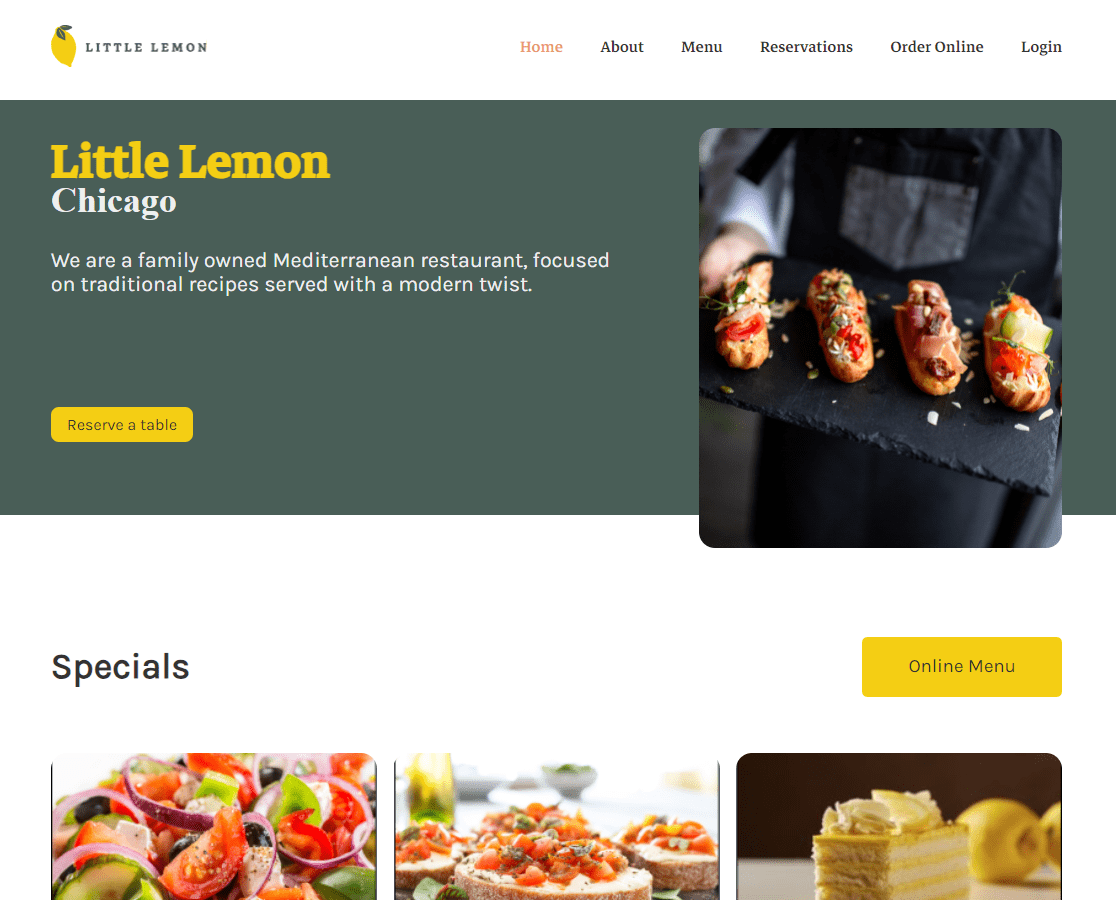 LITTLE LEMON
Home About Menu Reservations Order Online Login
Little Lemon
Chicago
We are a family owned Mediterranean restaurant, focused
on traditional recipes served with a modern twist.
Reserve a table
Specials
Online Menu